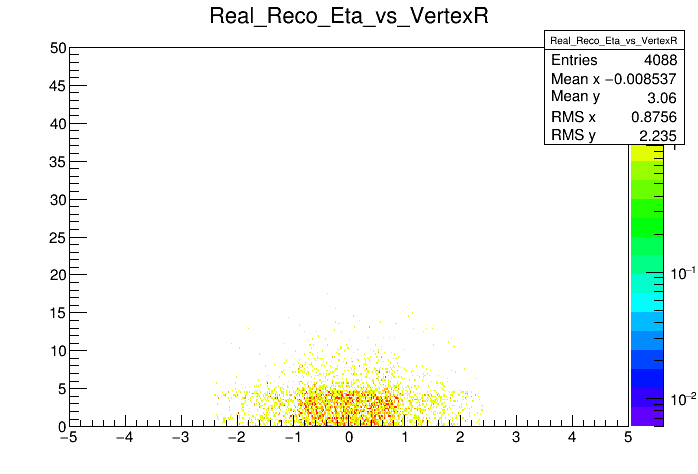 Real_Reco_Eta_vs_VertexR
Real_Reco_Eta_vs_VertexR
Entries 4088
Mean x −0.008537
Mean y 3.06
RMS x 0.8756
RMS y 2.235
50
45
40
35
30
25
20
15
10
5
0
−5 −4 −3 −2 −1 0 1 2 3 4 5
10−1
10−2